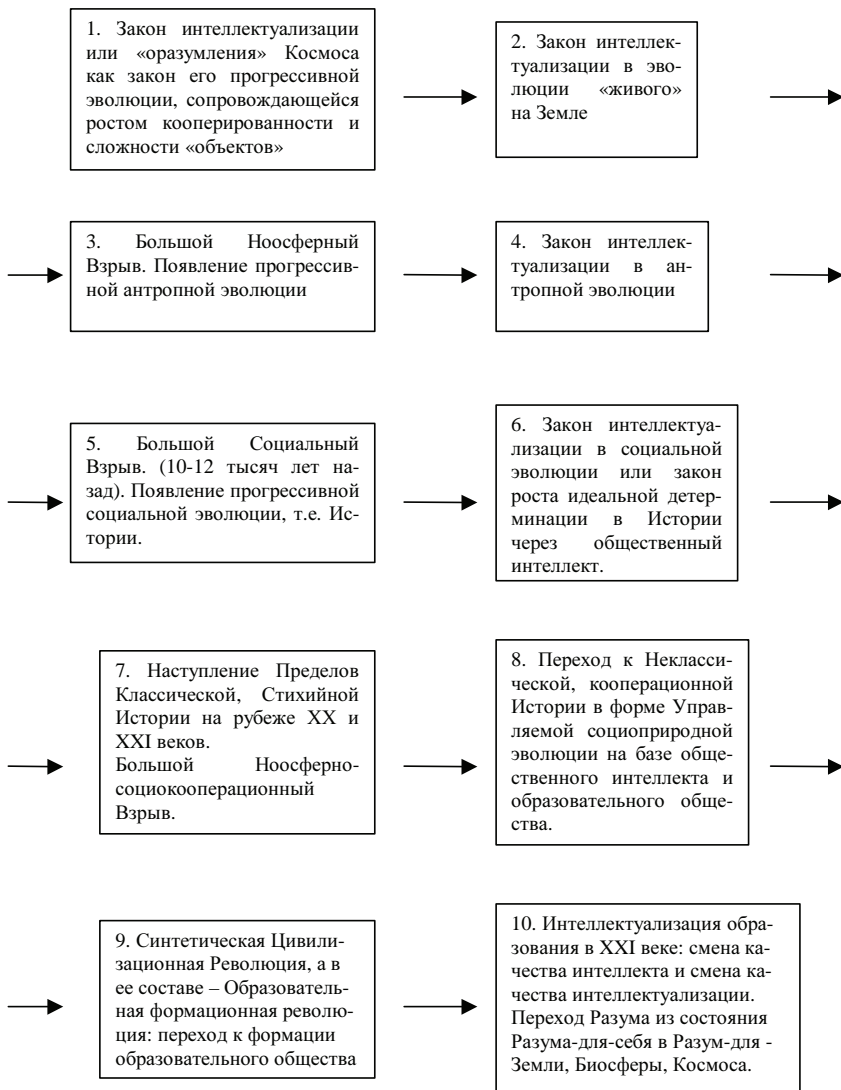 1. Закон интеллектуализации
или «оразумления» Космоса
как закон его прогрессивной
эволюции, сопровождающейся
ростом кооперированности и
сложности «объектов»
2. Закон интеллек-
туализации в эво-
люции «живого»
на Земле
3. Большой Ноосферный
Взрыв. Появление прогрессив-
ной антропной эволюции
4. Закон интеллек-
туализации в ан-
тропной эволюции
5. Большой Социальный
Взрыв. (10-12 тысяч лет на-
зад). Появление прогрессивной
социальной эволюции, т.е. Ис-
тории.
6. Закон интеллектуа-
лизации в социальной
эволюции или закон
роста идеальной детер-
минации в Истории
через общественный
интеллект.
7. Наступление Пределов
Классической, Стихийной
Истории на рубеже XX и
XXI веков.
Большой Ноосферно-
социокооперационный
Взрыв.
8. Переход к Некласси-
ческой, кооперационной
Истории в форме Управ-
ляемой социоприродной
эволюции на базе обще-
ственного интеллекта и
образовательного обще-
ства.
9. Синтетическая Цивили-
зационная Революция, а в
ее составе – Образователь-
ная формационная револю-
ция: переход к формации
образовательного общества
10. Интеллектуализация обра-
зования в XXI веке: смена ка-
чества интеллекта и смена ка-
чества интеллектуализации.
Переход Разума из состояния
Разума-для-себя в Разум-для -
Земли, Биосферы, Космоса.